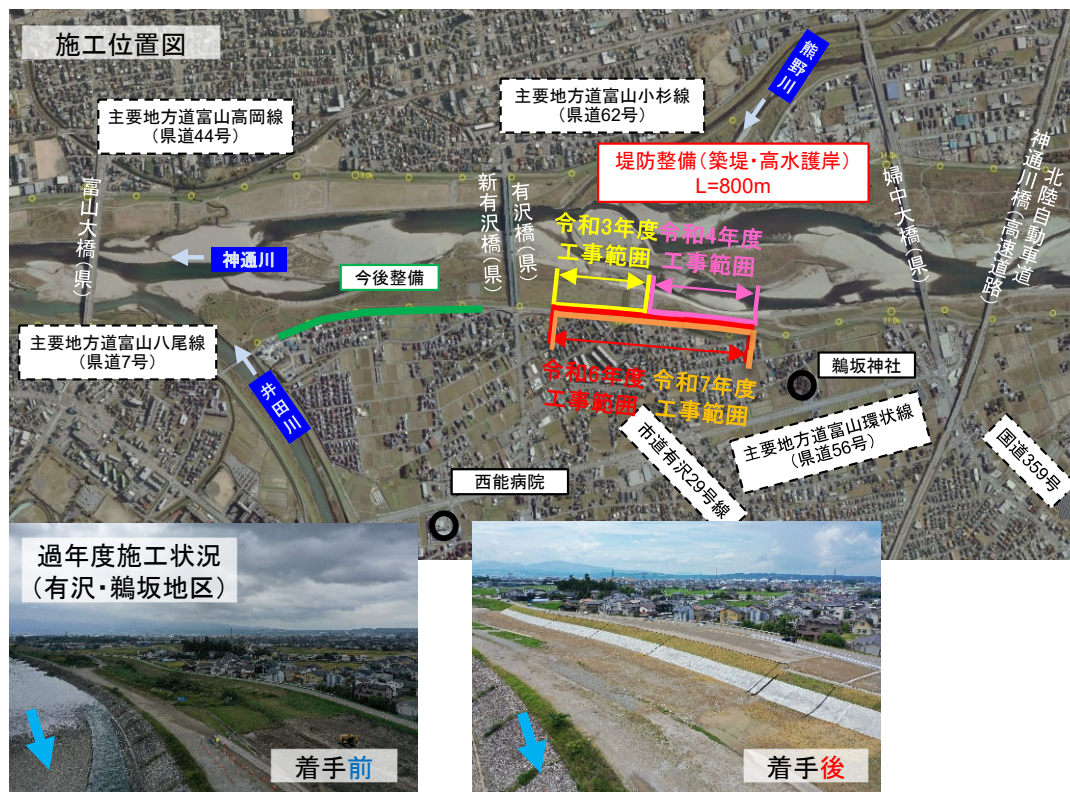 施工位置図
熊野川
主要地方道富山高岡線
（県道44号）
主要地方道富山小杉線
（県道62号）
堤防整備（築堤・高水護岸）
L=800m
富山大橋（県）
新有沢橋（県）
有沢橋（県）
婦中大橋（県）
北陸自動車道
神通川橋（高速道路）
神通川
今後整備
令和3年度
工事範囲
令和4年度
工事範囲
主要地方道富山八尾線
（県道7号）
井田川
令和6年度
工事範囲
令和7年度
工事範囲
鵜坂神社
市道有沢29号線
主要地方道富山環状線
（県道56号）
国道359号
西能病院
過年度施工状況
（有沢・鵜坂地区）
着手前
着手後